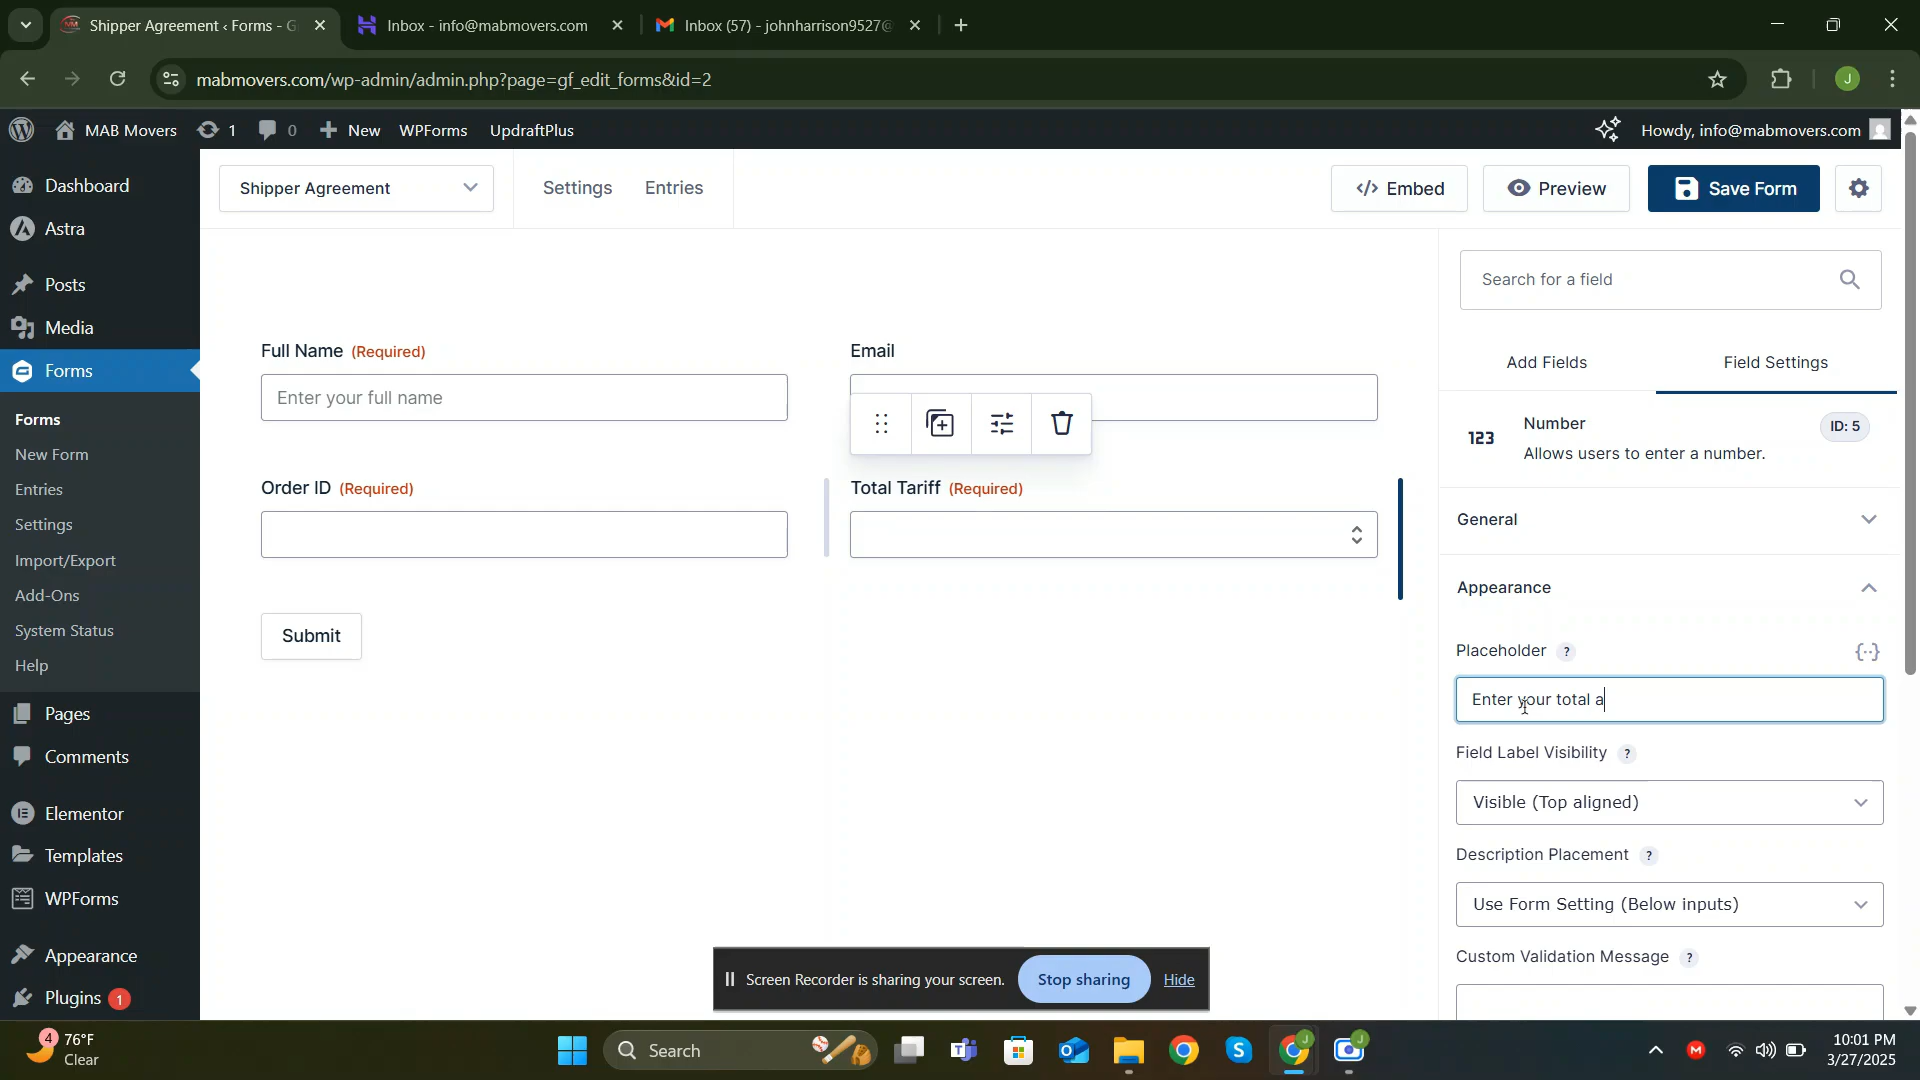 Shipper Agreement ‹ Forms - G
Inbox - info@mabmovers.com
Inbox (57) - johnharrison9527@
mabmovers.com/wp-admin/admin.php?page=gf_edit_forms&id=2
J
MAB Movers
1
0
New
WPForms
UpdraftPlus
Howdy, info@mabmovers.com
Dashboard
Astra
Posts
Media
Forms
Forms
New Form
Entries
Settings
Import/Export
Add-Ons
System Status
Help
Pages
Comments
Elementor
Templates
WPForms
Appearance
Plugins 1
Shipper Agreement
Settings
Entries
</> Embed
Preview
Save Form
Full Name (Required)
Enter your full name
Email
Order ID (Required)
Total Tariff (Required)
Submit
Search for a field
Add Fields
Field Settings
123
Number
ID: 5
Allows users to enter a number.
General
Appearance
Placeholder ?
{··}
Enter your total a
Field Label Visibility ?
Visible (Top aligned)
Description Placement ?
Use Form Setting (Below inputs)
Custom Validation Message ?
Screen Recorder is sharing your screen.
Stop sharing
Hide
4
76°F
Clear
Search
10:01 PM
3/27/2025